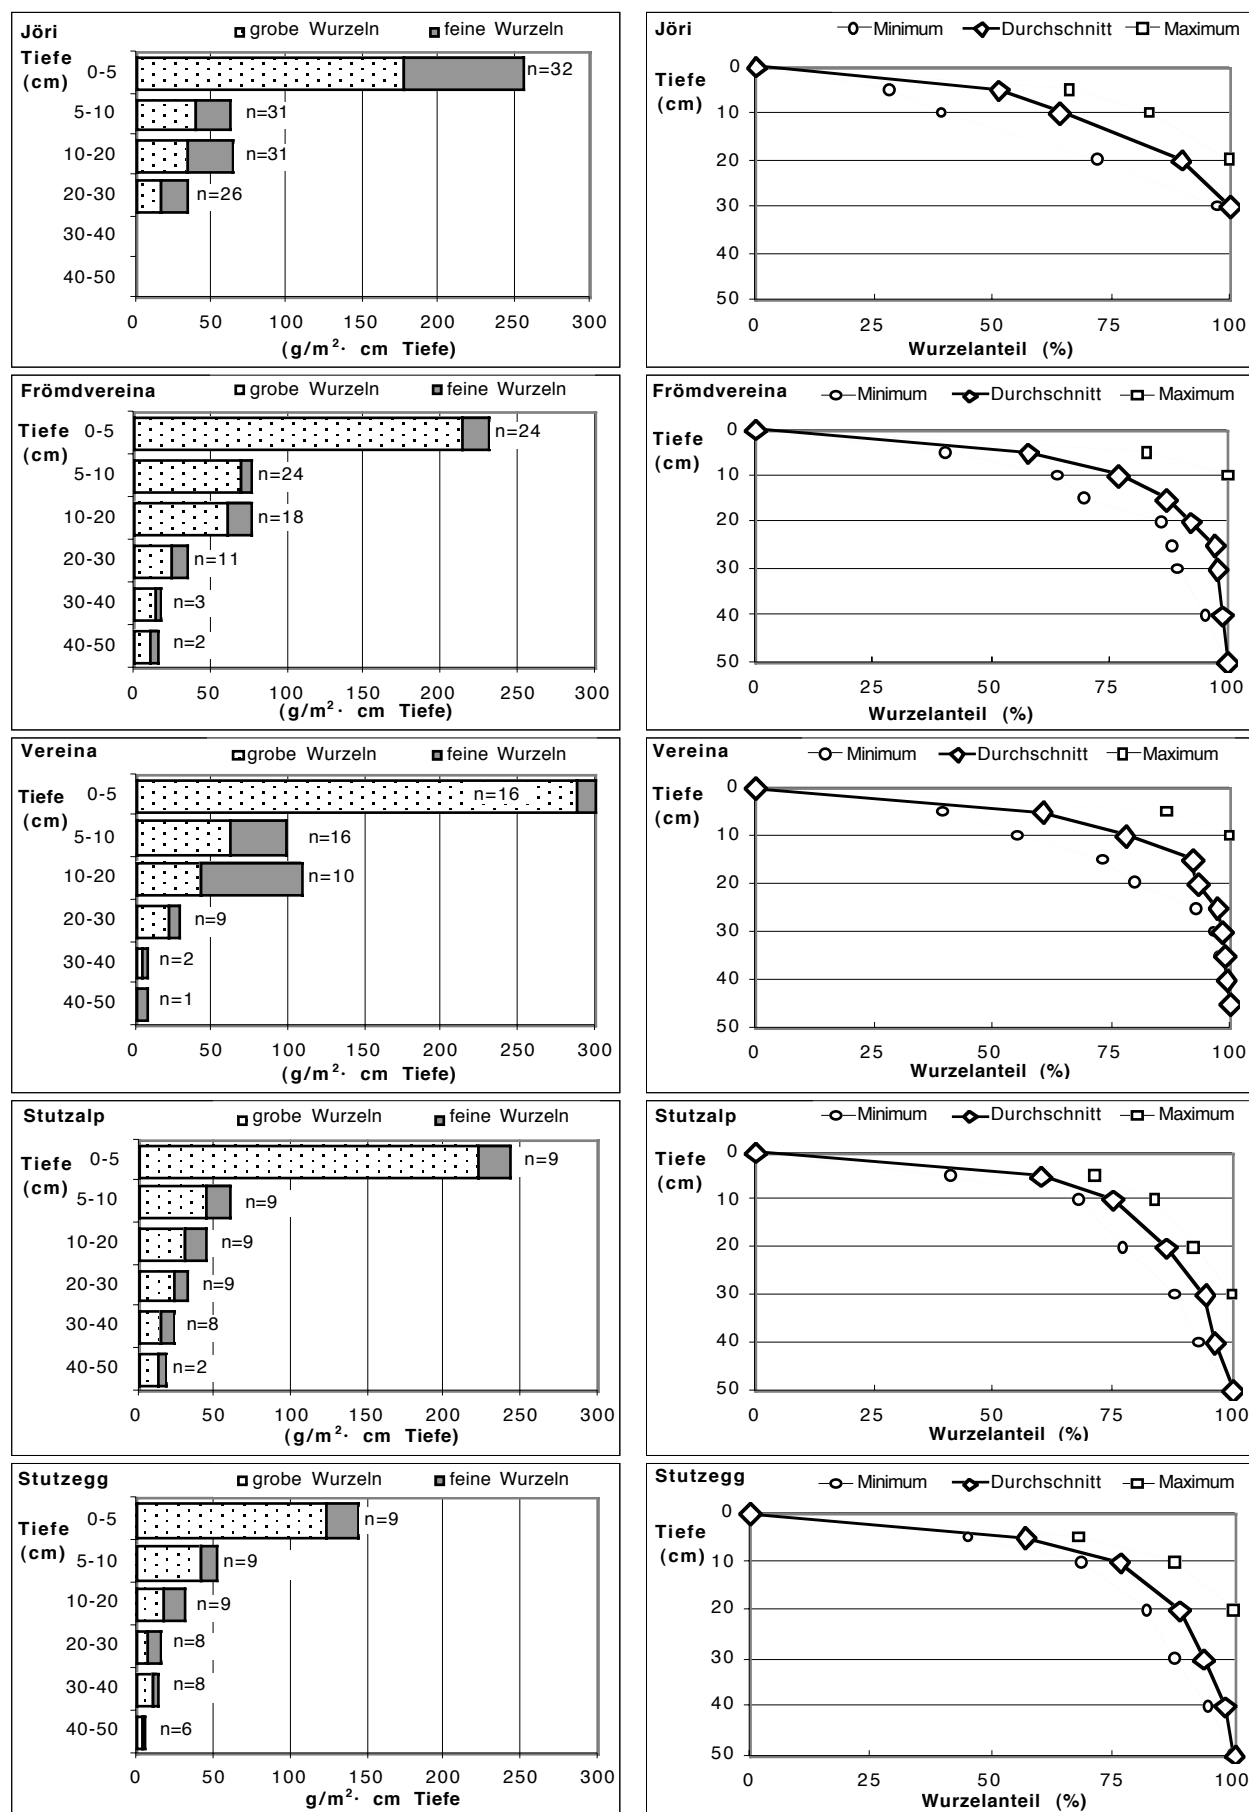 Jöri
grobe Wurzeln feine Wurzeln
Tiefe
(cm)
0-5 n=32
5-10 n=31
10-20 n=31
20-30 n=26
30-40
40-50
0 50 100 150 200 250 300
(g/m²· cm Tiefe)
Jöri
Minimum Durchschnitt Maximum
Tiefe
(cm)
0
10
20
30
40
50
0 25 50 75 100
Wurzelanteil (%)
Frömdvereina
grobe Wurzeln feine Wurzeln
Tiefe
(cm)
0-5 n=24
5-10 n=24
10-20 n=18
20-30 n=11
30-40 n=3
40-50 n=2
0 50 100 150 200 250 300
(g/m²· cm Tiefe)
Frömdvereina
Minimum Durchschnitt Maximum
Tiefe
(cm)
0
10
20
30
40
50
0 25 50 75 100
Wurzelanteil (%)
Vereina
grobe Wurzeln feine Wurzeln
Tiefe
(cm)
0-5 n=16
5-10 n=16
10-20 n=10
20-30 n=9
30-40 n=2
40-50 n=1
0 50 100 150 200 250 300
(g/m²· cm Tiefe)
Vereina
Minimum Durchschnitt Maximum
Tiefe
(cm)
0
10
20
30
40
50
0 25 50 75 100
Wurzelanteil (%)
Stutzalp
grobe Wurzeln feine Wurzeln
Tiefe
(cm)
0-5 n=9
5-10 n=9
10-20 n=9
20-30 n=9
30-40 n=8
40-50 n=2
0 50 100 150 200 250 300
(g/m²· cm Tiefe)
Stutzalp
Minimum Durchschnitt Maximum
Tiefe
(cm)
0
10
20
30
40
50
0 25 50 75 100
Wurzelanteil (%)
Stutzegg
grobe Wurzeln feine Wurzeln
Tiefe
(cm)
0-5 n=9
5-10 n=9
10-20 n=9
20-30 n=8
30-40 n=8
40-50 n=6
0 50 100 150 200 250 300
g/m²· cm Tiefe
Stutzegg
Minimum Durchschnitt Maximum
Tiefe
(cm)
0
10
20
30
40
50
0 25 50 75 100
Wurzelanteil (%)